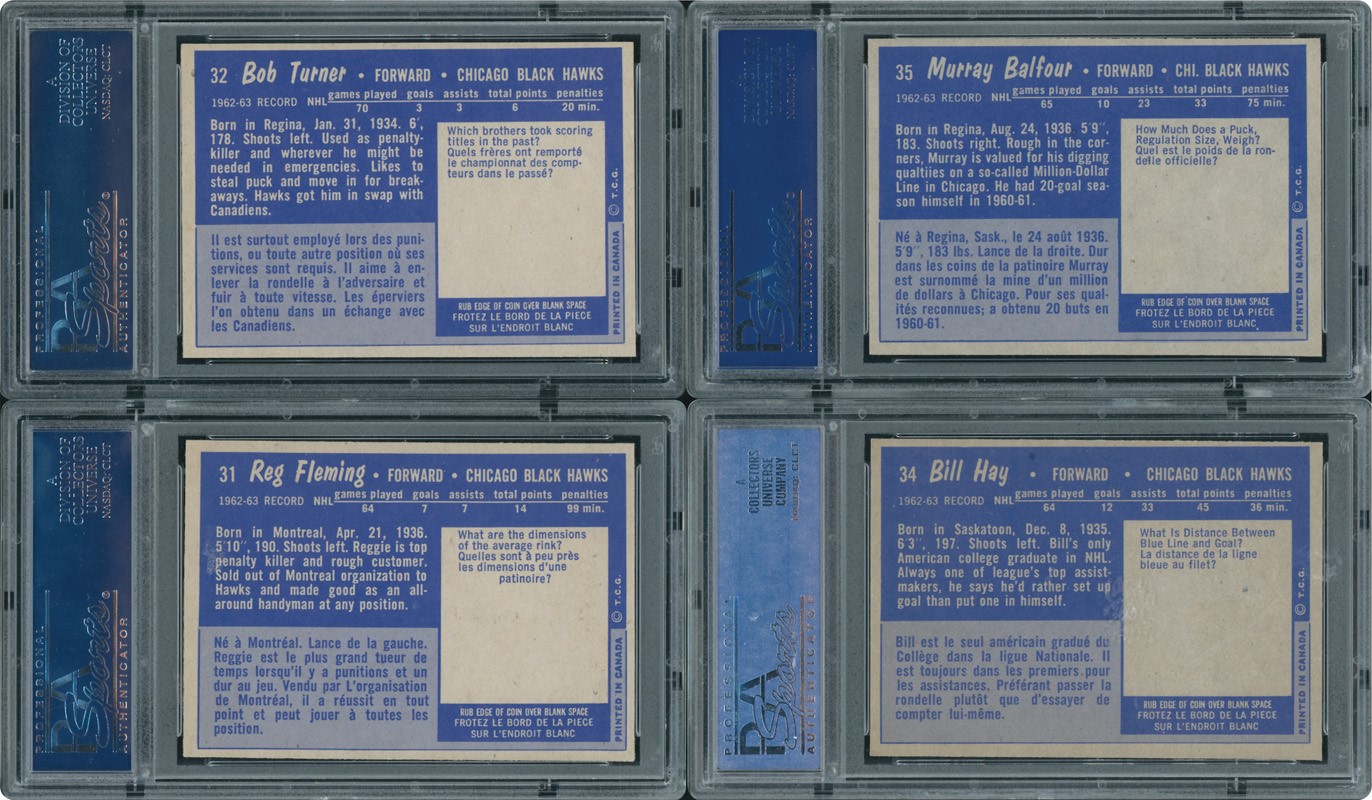 A
DIVISION OF
COLLECTORS
UNIVERSE
NASDAQ: CLCT
PROFESSIONAL
PSA
Sports
AUTHENTICATOR
32 Bob Turner • FORWARD • CHICAGO BLACK HAWKS
games played goals assists total points penalties
1962-63 RECORD NHL 70 3 3 6 20 min.
Born in Regina, Jan. 31, 1934. 6',
178. Shoots left. Used as penalty-
killer and wherever he might be
needed in emergencies. Likes to
steal puck and move in for break-
aways. Hawks got him in swap with
Canadiens.
Il est surtout employé lors des puni-
tions, ou toute autre position où ses
services sont requis. Il aime à en-
lever la rondelle à l'adversaire et
fuir à toute vitesse. Les éperviers
l'on obtenu dans un échange avec
les Canadiens.
Which brothers took scoring
titles in the past?
Quels frères ont remporté
le championnat des comp-
teurs dans le passé?
RUB EDGE OF COIN OVER BLANK SPACE
FROTEZ LE BORD DE LA PIECE
SUR L'ENDROIT BLANC
PRINTED IN CANADA © T.C.G.
A
DIVISION OF
COLLECTORS
UNIVERSE
NASDAQ: CLCT
PROFESSIONAL
PSA
Sports
AUTHENTICATOR
35 Murray Balfour • FORWARD • CHI. BLACK HAWKS
games played goals assists total points penalties
1962-63 RECORD NHL 65 10 23 33 75 min.
Born in Regina, Aug. 24, 1936. 5'9",
183. Shoots right. Rough in the cor-
ners, Murray is valued for his digging
qualtiies on a so-called Million-Dollar
Line in Chicago. He had 20-goal sea-
son himself in 1960-61.
Né à Regina, Sask., le 24 août 1936.
5'9", 183 lbs. Lance de la droite. Dur
dans les coins de la patinoire Murray
est surnommé la mine d'un million
de dollars à Chicago. Pour ses qual-
ités reconnues; a obtenu 20 buts en
1960-61.
How Much Does a Puck,
Regulation Size, Weigh?
Quel est le poids de la ron-
delle officielle?
RUB EDGE OF COIN OVER BLANK SPACE
FROTEZ LE BORD DE LA PIECE
SUR L'ENDROIT BLANC
PRINTED IN CANADA © T.C.G.
A
DIVISION OF
COLLECTORS
UNIVERSE
NASDAQ: CLCT
PROFESSIONAL
PSA
Sports
AUTHENTICATOR
31 Reg Fleming • FORWARD • CHICAGO BLACK HAWKS
games played goals assists total points penalties
1962-63 RECORD NHL 64 7 7 14 99 min.
Born in Montreal, Apr. 21, 1936.
5'10", 190. Shoots left. Reggie is top
penalty killer and rough customer.
Sold out of Montreal organization to
Hawks and made good as an all-
around handyman at any position.
Né à Montréal. Lance de la gauche.
Reggie est le plus grand tueur de
temps lorsqu'il y a punitions et un
dur au jeu. Vendu par L'organisation
de Montréal, il a réussit en tout
point et peut jouer à toutes les
position.
What are the dimensions
of the average rink?
Quelles sont à peu près
les dimensions d'une
patinoire?
RUB EDGE OF COIN OVER BLANK SPACE
FROTEZ LE BORD DE LA PIECE
SUR L'ENDROIT BLANC
PRINTED IN CANADA © T.C.G.
A
COLLECTORS
UNIVERSE
COMPANY
NASDAQ: CLCT
PROFESSIONAL
PSA
Sports
AUTHENTICATOR
34 Bill Hay • FORWARD • CHICAGO BLACK HAWKS
games played goals assists total points penalties
1962-63 RECORD NHL 64 12 33 45 36 min.
Born in Saskatoon, Dec. 8, 1935.
6'3", 197. Shoots left. Bill's only
American college graduate in NHL.
Always one of league's top assist-
makers, he says he'd rather set up
goal than put one in himself.
Bill est le seul américain gradué du
Collège dans la ligue Nationale. Il
est toujours dans les premiers pour
les assistances. Préférant passer la
rondelle plutôt que d'essayer de
compter lui-même.
What Is Distance Between
Blue Line and Goal?
La distance de la ligne
bleue au filet?
RUB EDGE OF COIN OVER BLANK SPACE
FROTEZ LE BORD DE LA PIECE
SUR L'ENDROIT BLANC
PRINTED IN CANADA © T.C.G.